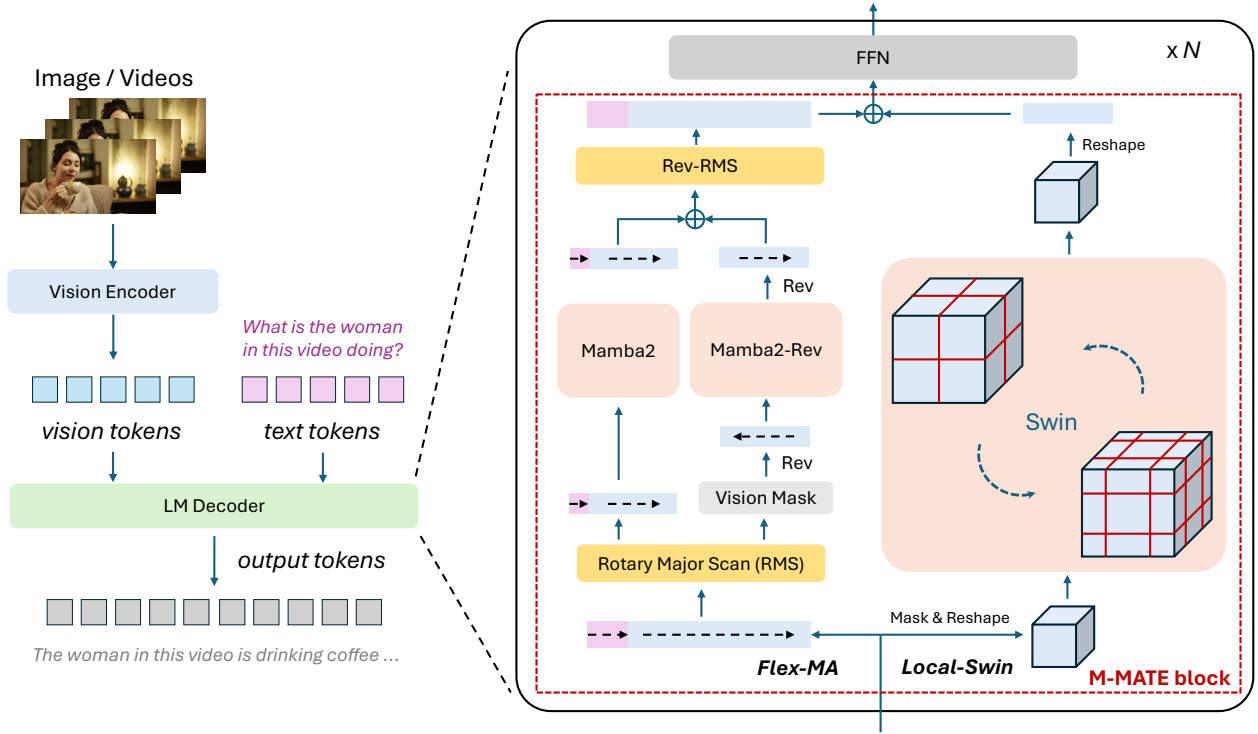 Image / Videos
Vision Encoder
What is the woman
in this video doing?
vision tokens
text tokens
LM Decoder
output tokens
The woman in this video is drinking coffee ...
x N
FFN
Rev-RMS
Reshape
Rev
Mamba2
Mamba2-Rev
Swin
Rev
Vision Mask
Rotary Major Scan (RMS)
Mask & Reshape
Flex-MA
Local-Swin
M-MATE block